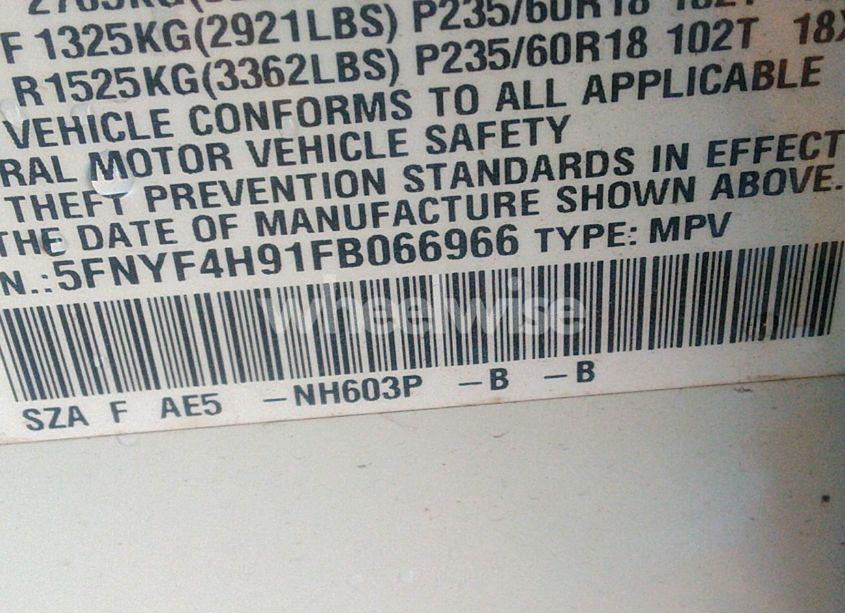 F 1325KG(2921LBS) P235/60R18 102T 18X
R1525KG(3362LBS) P235/60R18 102T
VEHICLE CONFORMS TO ALL APPLICABLE
RAL MOTOR VEHICLE SAFETY
THEFT PREVENTION STANDARDS IN EFFECT
THE DATE OF MANUFACTURE SHOWN ABOVE.
N.:5FNYF4H91FB066966 TYPE: MPV
wheelwise
SZA F AE5 -NH603P -B -B